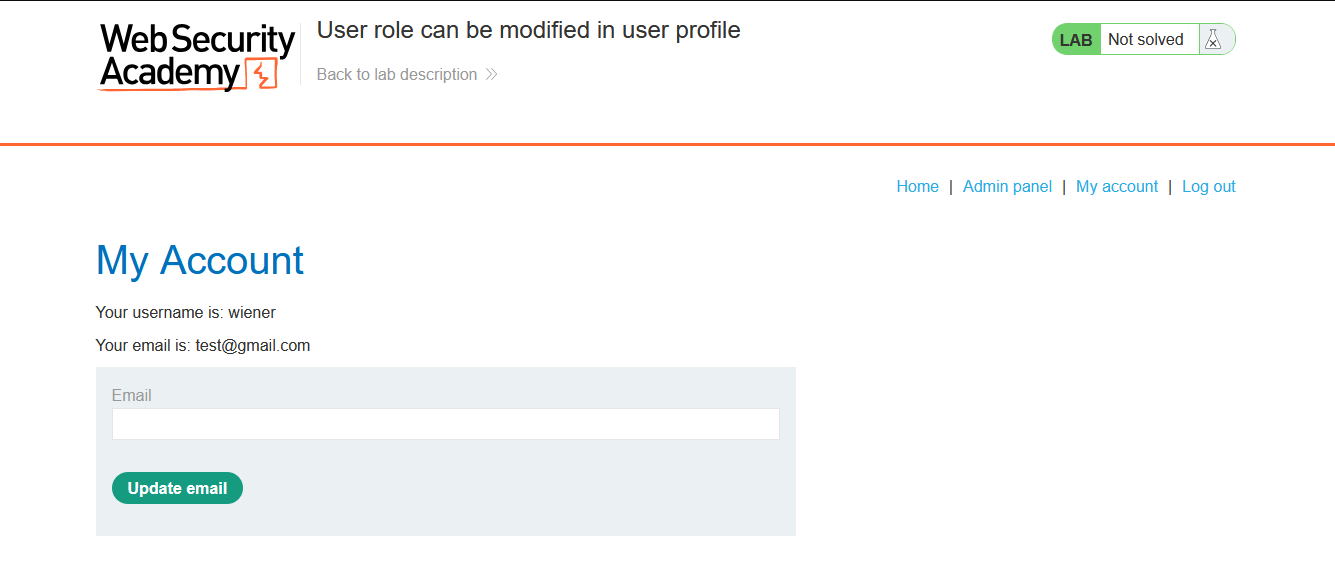 Web Security
Academy
User role can be modified in user profile
Back to lab description
LAB Not solved
Home | Admin panel | My account | Log out
My Account
Your username is: wiener
Your email is: test@gmail.com
Email
Update email